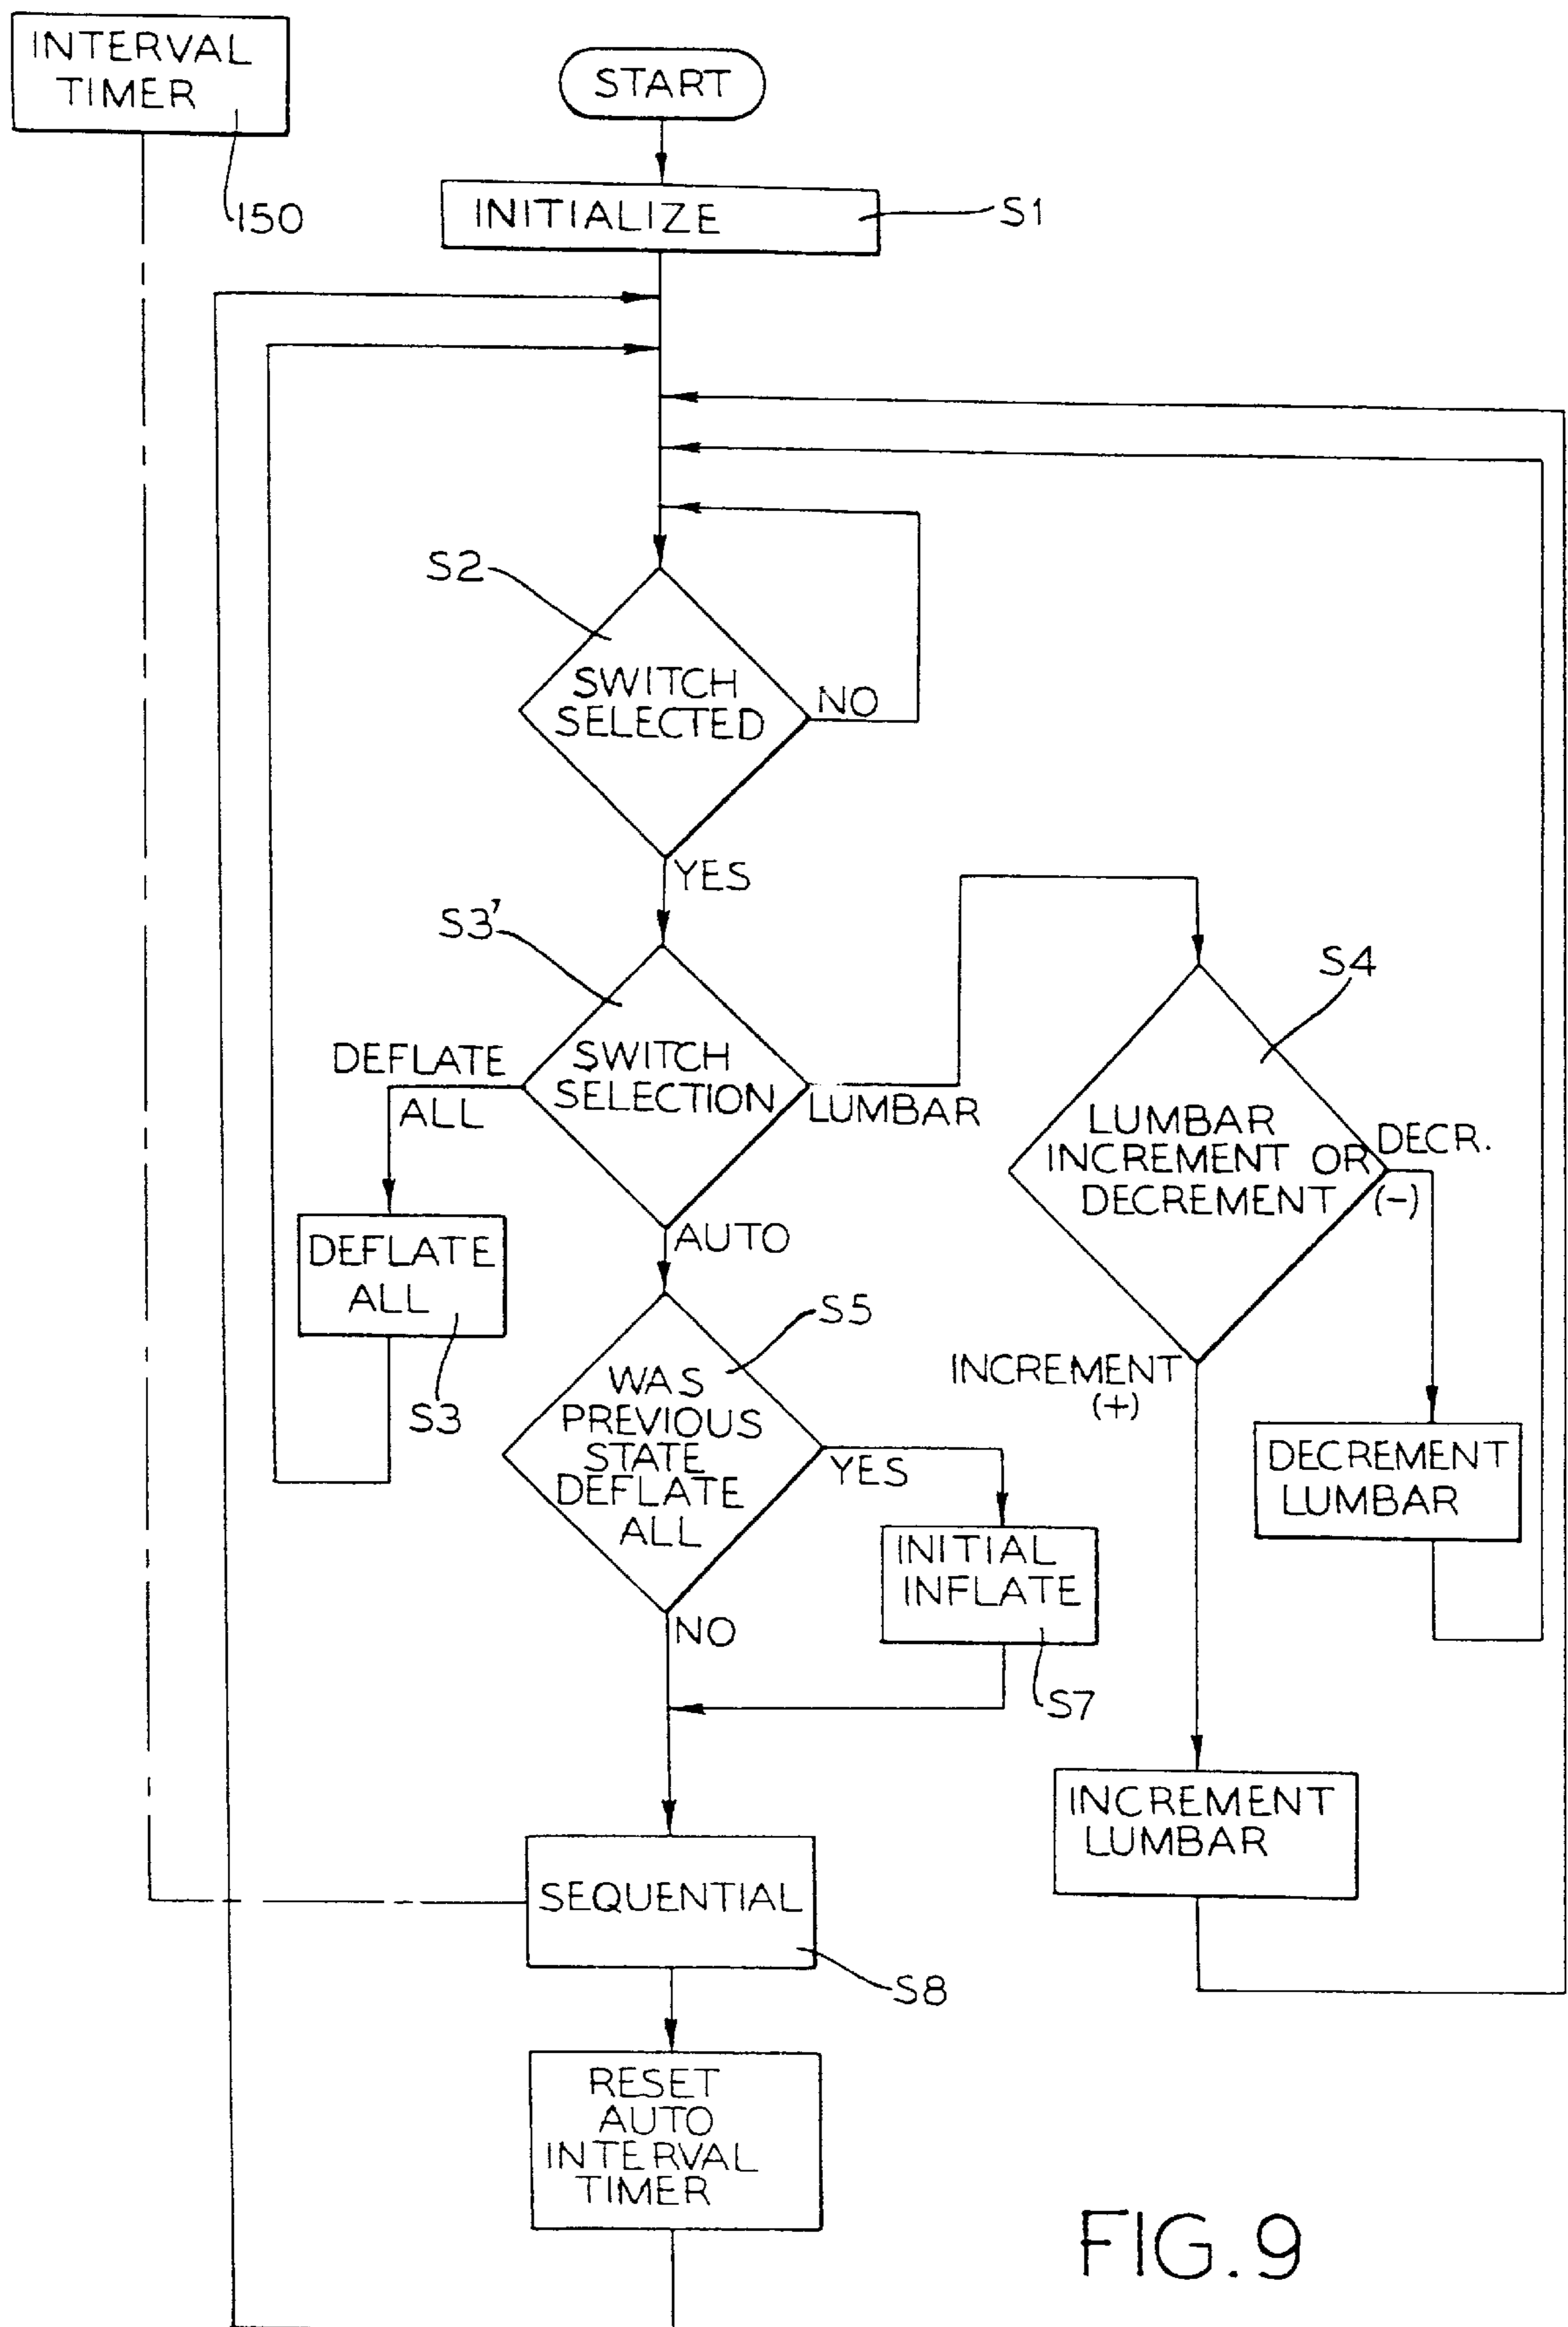 INTERVAL
TIMER
150
START
INITIALIZE
S1
S2
SWITCH
SELECTED
NO
YES
S3'
SWITCH
SELECTION
DEFLATE
ALL
LUMBAR
AUTO
S4
LUMBAR
INCREMENT OR
DECREMENT
DECR.
(-)
INCREMENT
(+)
DEFLATE
ALL
S3
S5
WAS
PREVIOUS
STATE
DEFLATE
ALL
YES
NO
DECREMENT
LUMBAR
INITIAL
INFLATE
S7
INCREMENT
LUMBAR
SEQUENTIAL
S8
RESET
AUTO
INTERVAL
TIMER
FIG. 9